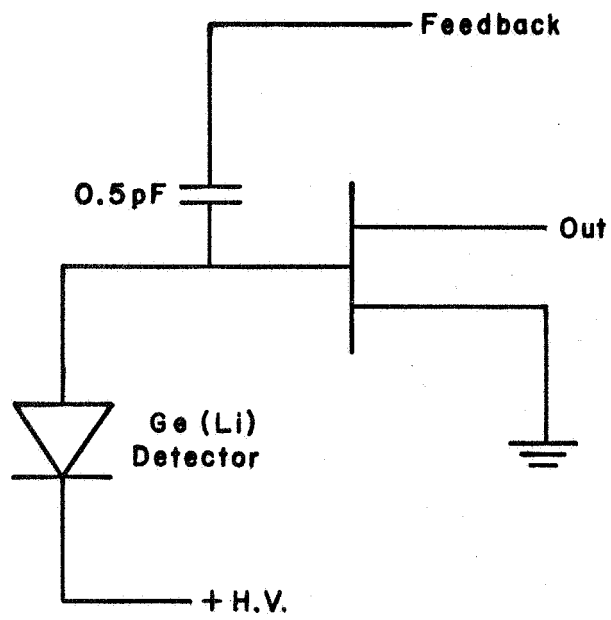 Feedback
0.5pF
Out
Ge (Li)
Detector
+ H.V.